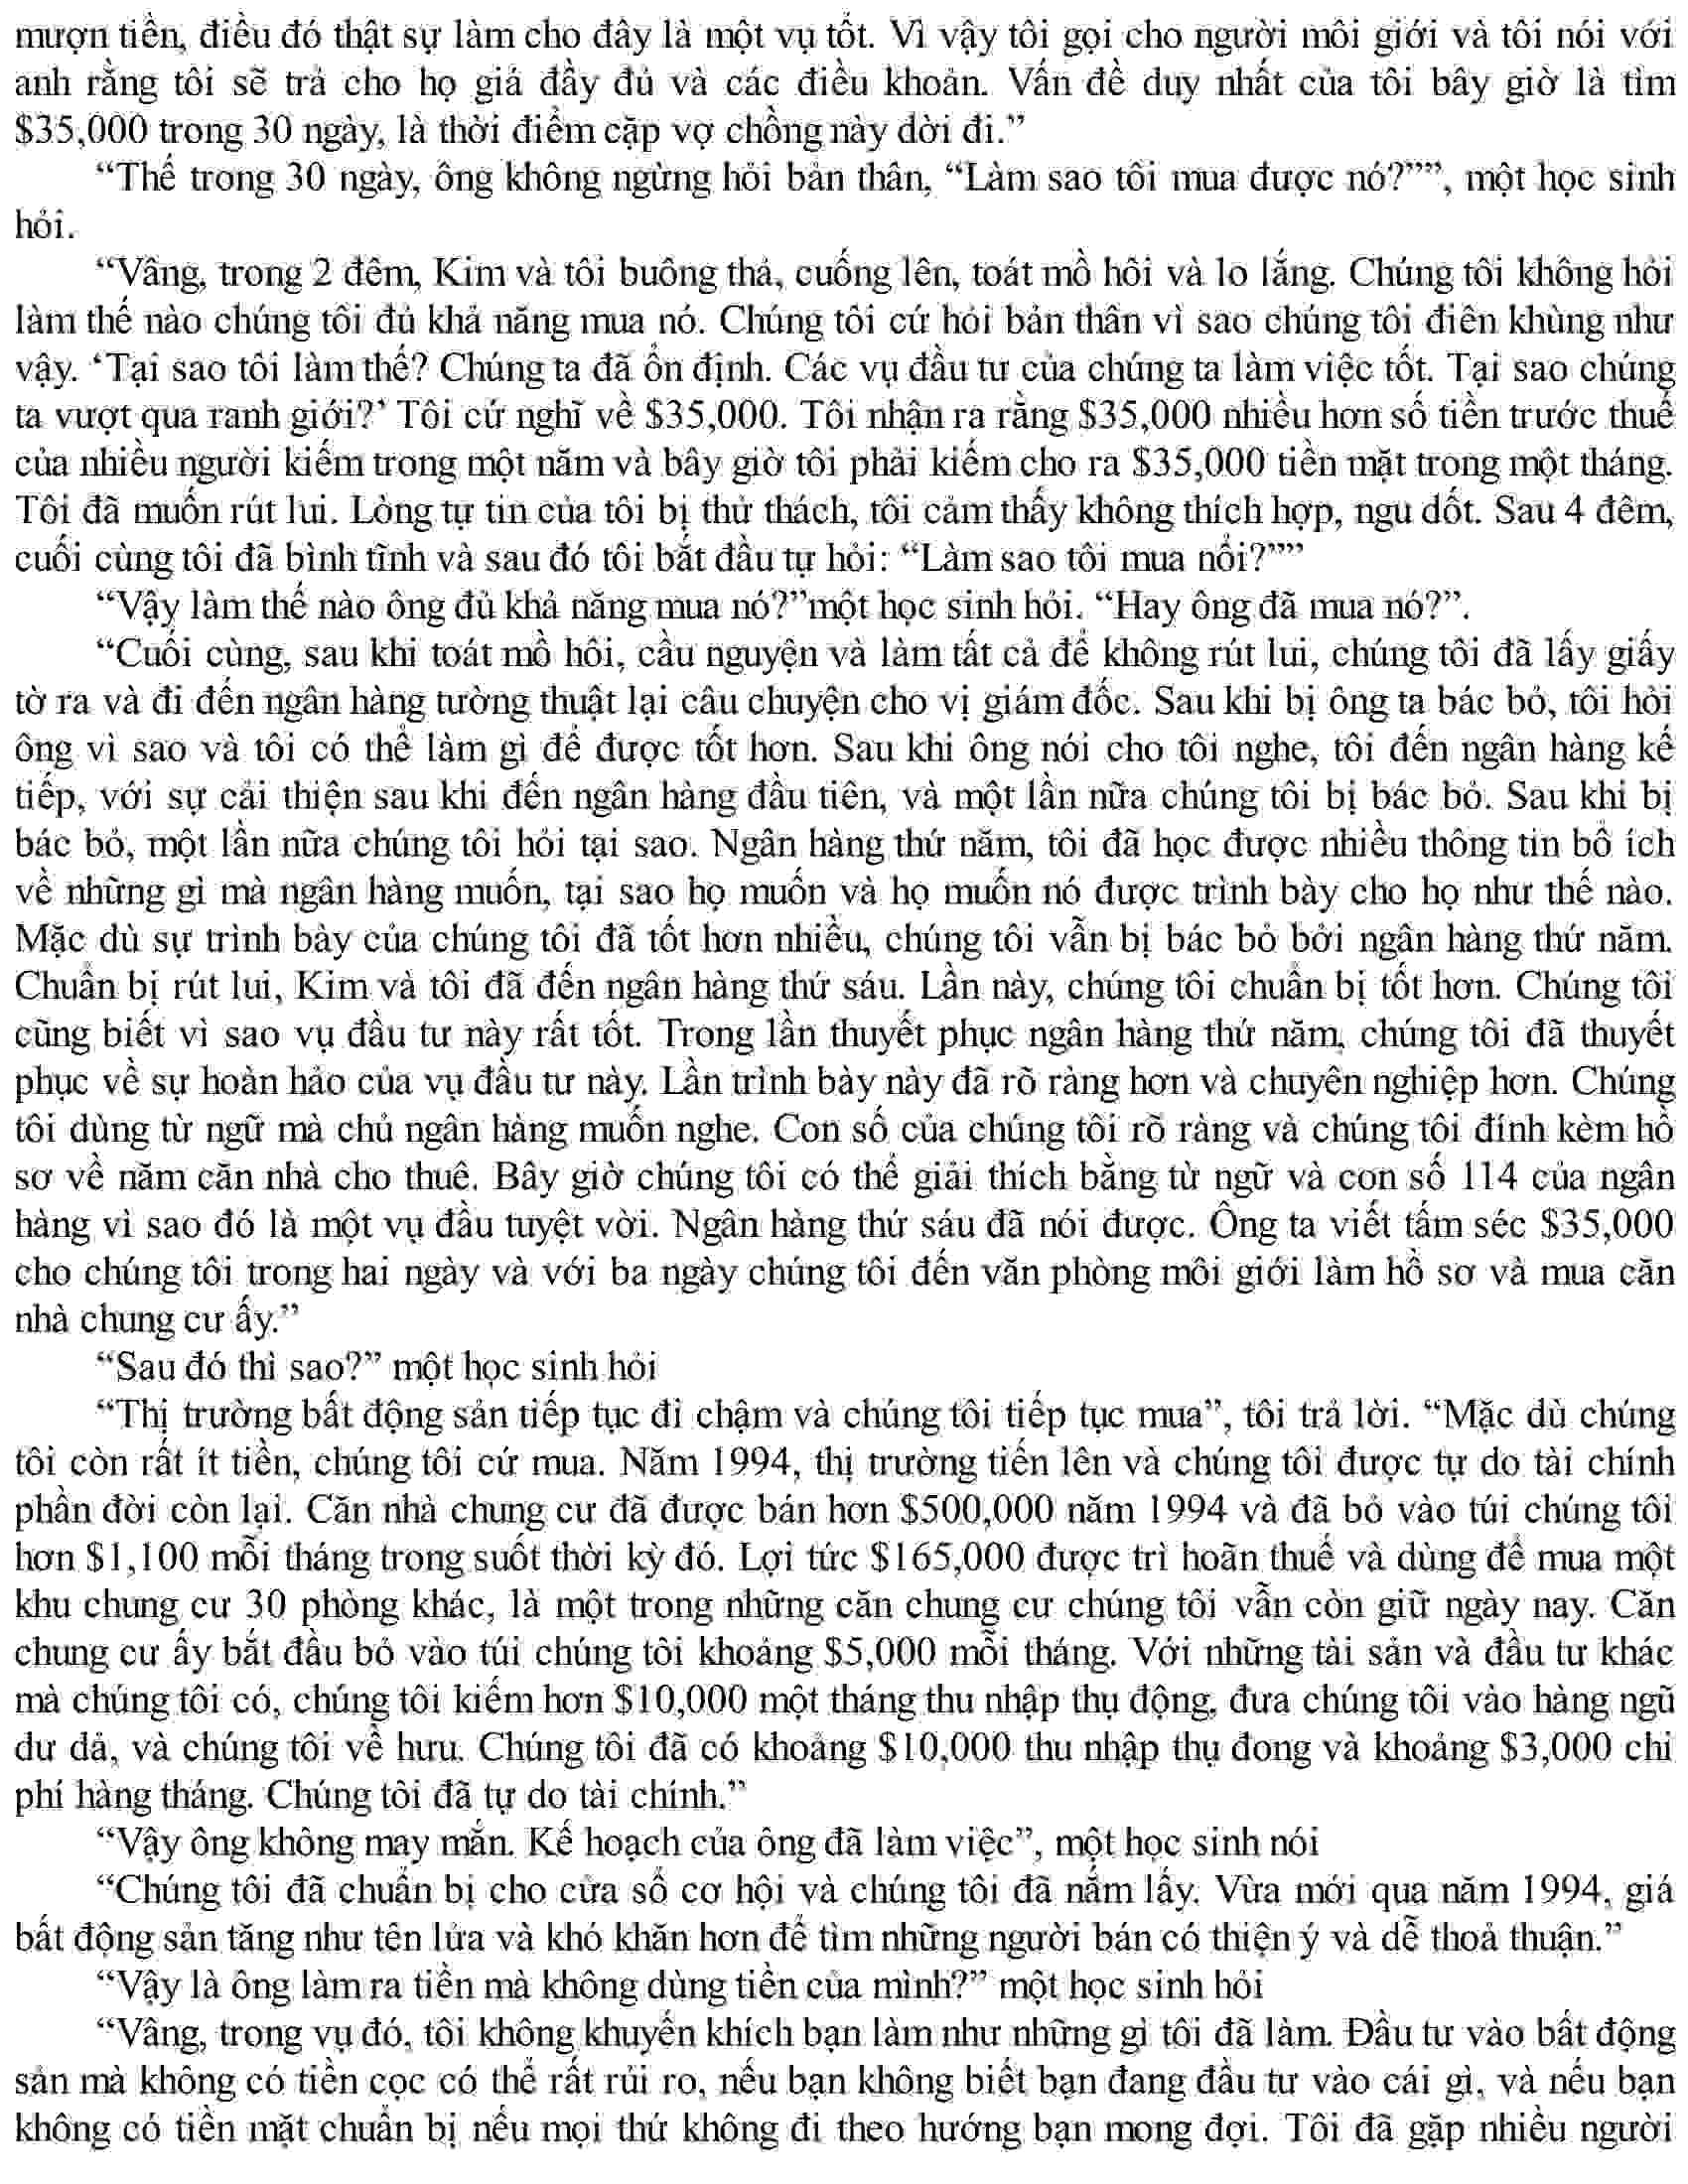 mượn tiền, điều đó thật sự làm cho đây là một vụ tốt. Vì vậy tôi gọi cho người môi giới và tôi nói với
anh rằng tôi sẽ trả cho họ giá đầy đủ và các điều khoản. Vấn đề duy nhất của tôi bây giờ là tìm
$35,000 trong 30 ngày, là thời điểm cặp vợ chồng này dời đi.”
“Thế trong 30 ngày, ông không ngừng hỏi bản thân, “Làm sao tôi mua được nó?””, một học sinh
hỏi.
“Vâng, trong 2 đêm, Kim và tôi buông thả, cuống lên, toát mồ hôi và lo lắng. Chúng tôi không hỏi
làm thế nào chúng tôi đủ khả năng mua nó. Chúng tôi cứ hỏi bản thân vì sao chúng tôi điên khùng như
vậy. ‘Tại sao tôi làm thế? Chúng ta đã ổn định. Các vụ đầu tư của chúng ta làm việc tốt. Tại sao chúng
ta vượt qua ranh giới?’ Tôi cứ nghĩ về $35,000. Tôi nhận ra rằng $35,000 nhiều hơn số tiền trước thuế
của nhiều người kiếm trong một năm và bây giờ tôi phải kiếm cho ra $35,000 tiền mặt trong một tháng.
Tôi đã muốn rút lui. Lòng tự tin của tôi bị thử thách, tôi cảm thấy không thích hợp, ngu dốt. Sau 4 đêm,
cuối cùng tôi đã bình tĩnh và sau đó tôi bắt đầu tự hỏi: “Làm sao tôi mua nổi?””
“Vậy làm thế nào ông đủ khả năng mua nó?”một học sinh hỏi. “Hay ông đã mua nó?”.
“Cuối cùng, sau khi toát mồ hôi, cầu nguyện và làm tất cả để không rút lui, chúng tôi đã lấy giấy
tờ ra và đi đến ngân hàng tường thuật lại câu chuyện cho vị giám đốc. Sau khi bị ông ta bác bỏ, tôi hỏi
ông vì sao và tôi có thể làm gì để được tốt hơn. Sau khi ông nói cho tôi nghe, tôi đến ngân hàng kế
tiếp, với sự cải thiện sau khi đến ngân hàng đầu tiên, và một lần nữa chúng tôi bị bác bỏ. Sau khi bị
bác bỏ, một lần nữa chúng tôi hỏi tại sao. Ngân hàng thứ năm, tôi đã học được nhiều thông tin bổ ích
về những gì mà ngân hàng muốn, tại sao họ muốn và họ muốn nó được trình bày cho họ như thế nào.
Mặc dù sự trình bày của chúng tôi đã tốt hơn nhiều, chúng tôi vẫn bị bác bỏ bởi ngân hàng thứ năm.
Chuẩn bị rút lui, Kim và tôi đã đến ngân hàng thứ sáu. Lần này, chúng tôi chuẩn bị tốt hơn. Chúng tôi
cũng biết vì sao vụ đầu tư này rất tốt. Trong lần thuyết phục ngân hàng thứ năm, chúng tôi đã thuyết
phục về sự hoàn hảo của vụ đầu tư này. Lần trình bày này đã rõ ràng hơn và chuyên nghiệp hơn. Chúng
tôi dùng từ ngữ mà chủ ngân hàng muốn nghe. Con số của chúng tôi rõ ràng và chúng tôi đính kèm hồ
sơ về năm căn nhà cho thuê. Bây giờ chúng tôi có thể giải thích bằng từ ngữ và con số 114 của ngân
hàng vì sao đó là một vụ đầu tuyệt vời. Ngân hàng thứ sáu đã nói được. Ông ta viết tấm séc $35,000
cho chúng tôi trong hai ngày và với ba ngày chúng tôi đến văn phòng môi giới làm hồ sơ và mua căn
nhà chung cư ấy.”
“Sau đó thì sao?” một học sinh hỏi
“Thị trường bất động sản tiếp tục đi chậm và chúng tôi tiếp tục mua”, tôi trả lời. “Mặc dù chúng
tôi còn rất ít tiền, chúng tôi cứ mua. Năm 1994, thị trường tiến lên và chúng tôi được tự do tài chính
phần đời còn lại. Căn nhà chung cư đã được bán hơn $500,000 năm 1994 và đã bỏ vào túi chúng tôi
hơn $1,100 mỗi tháng trong suốt thời kỳ đó. Lợi tức $165,000 được trì hoãn thuế và dùng để mua một
khu chung cư 30 phòng khác, là một trong những căn chung cư chúng tôi vẫn còn giữ ngày nay. Căn
chung cư ấy bắt đầu bỏ vào túi chúng tôi khoảng $5,000 mỗi tháng. Với những tài sản và đầu tư khác
mà chúng tôi có, chúng tôi kiếm hơn $10,000 một tháng thu nhập thụ động, đưa chúng tôi vào hàng ngũ
dư dả, và chúng tôi về hưu. Chúng tôi đã có khoảng $10,000 thu nhập thụ đong và khoảng $3,000 chi
phí hàng tháng. Chúng tôi đã tự do tài chính.”
“Vậy ông không may mắn. Kế hoạch của ông đã làm việc”, một học sinh nói
“Chúng tôi đã chuẩn bị cho cửa sổ cơ hội và chúng tôi đã nắm lấy. Vừa mới qua năm 1994, giá
bất động sản tăng như tên lửa và khó khăn hơn để tìm những người bán có thiện ý và dễ thoả thuận.”
“Vậy là ông làm ra tiền mà không dùng tiền của mình?” một học sinh hỏi
“Vâng, trong vụ đó, tôi không khuyến khích bạn làm như những gì tôi đã làm. Đầu tư vào bất động
sản mà không có tiền cọc có thể rất rủi ro, nếu bạn không biết bạn đang đầu tư vào cái gì, và nếu bạn
không có tiền mặt chuẩn bị nếu mọi thứ không đi theo hướng bạn mong đợi. Tôi đã gặp nhiều người